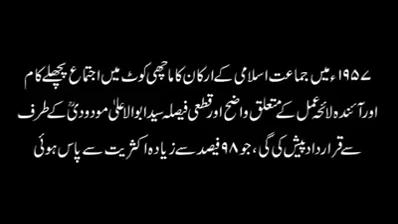 ۱۹۵۷ء میں جماعت اسلامی کے ارکان کا ماچھی کوٹ میں اجتماع پچھلے کام
اور آئندہ لائحہ عمل کے متعلق واضح اور قطعی فیصلہ سید ابوالاعلیٰ مودودیؒ کے طرف
سے قرارداد پیش کی گی، جو ۹۸ فیصد سے زیادہ اکثریت سے پاس ہوئی